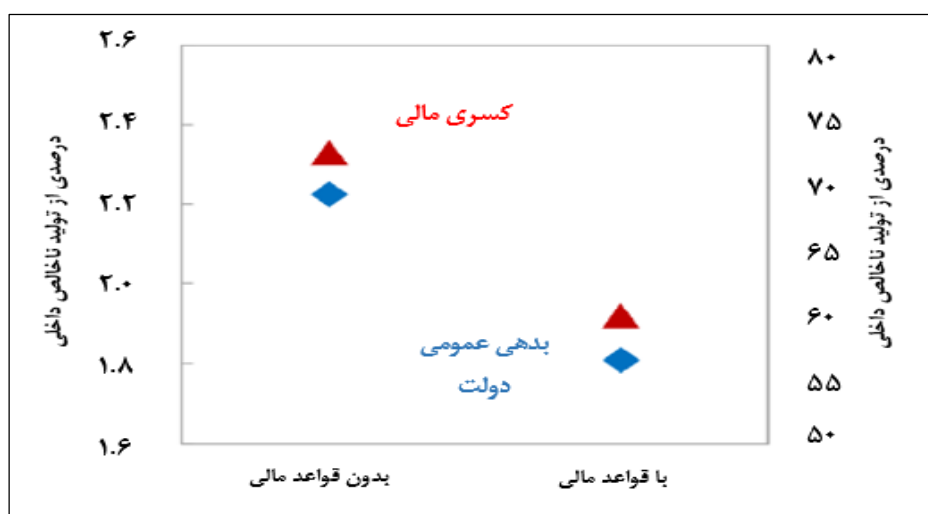 ۲.۶
۲.۴
۲.۲
۲.۰
۱.۸
۱.۶
درصدی از تولید ناخالص داخلی
کسری مالی
بدهی عمومی
دولت
۸۰
۷۵
۷۰
۶۵
۶۰
۵۵
۵۰
درصدی از تولید ناخالص داخلی
بدون قواعد مالی
با قواعد مالی